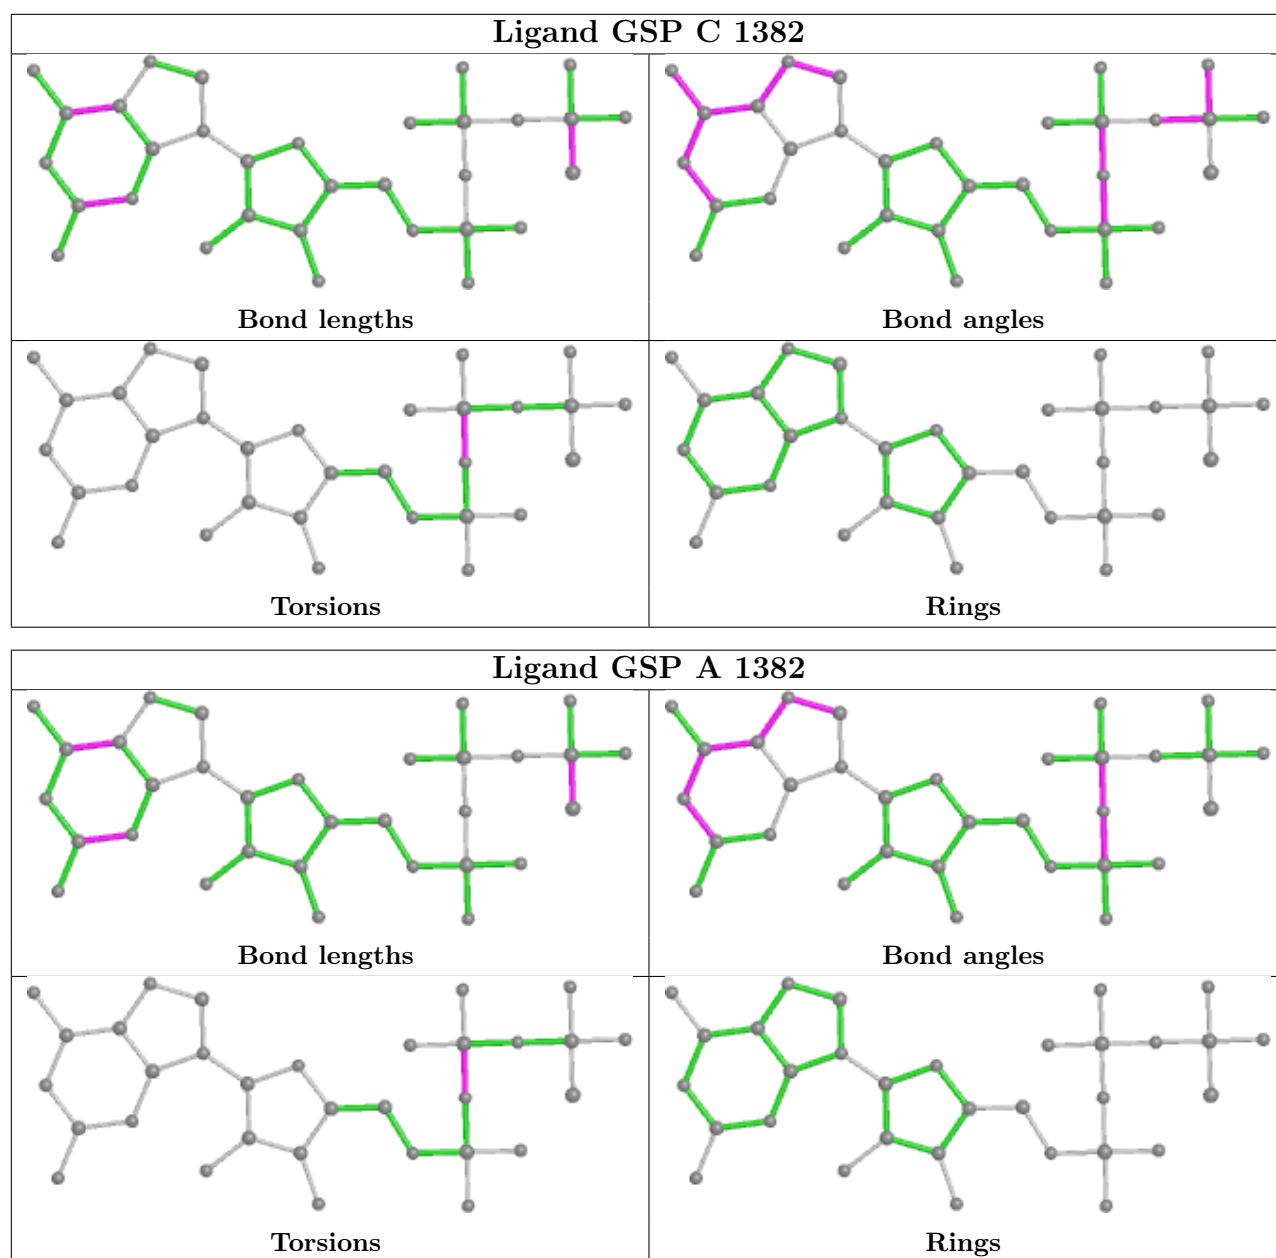 Ligand GSP C 1382
Bond lengths
Bond angles
Torsions
Rings
Ligand GSP A 1382
Bond lengths
Bond angles
Torsions
Rings